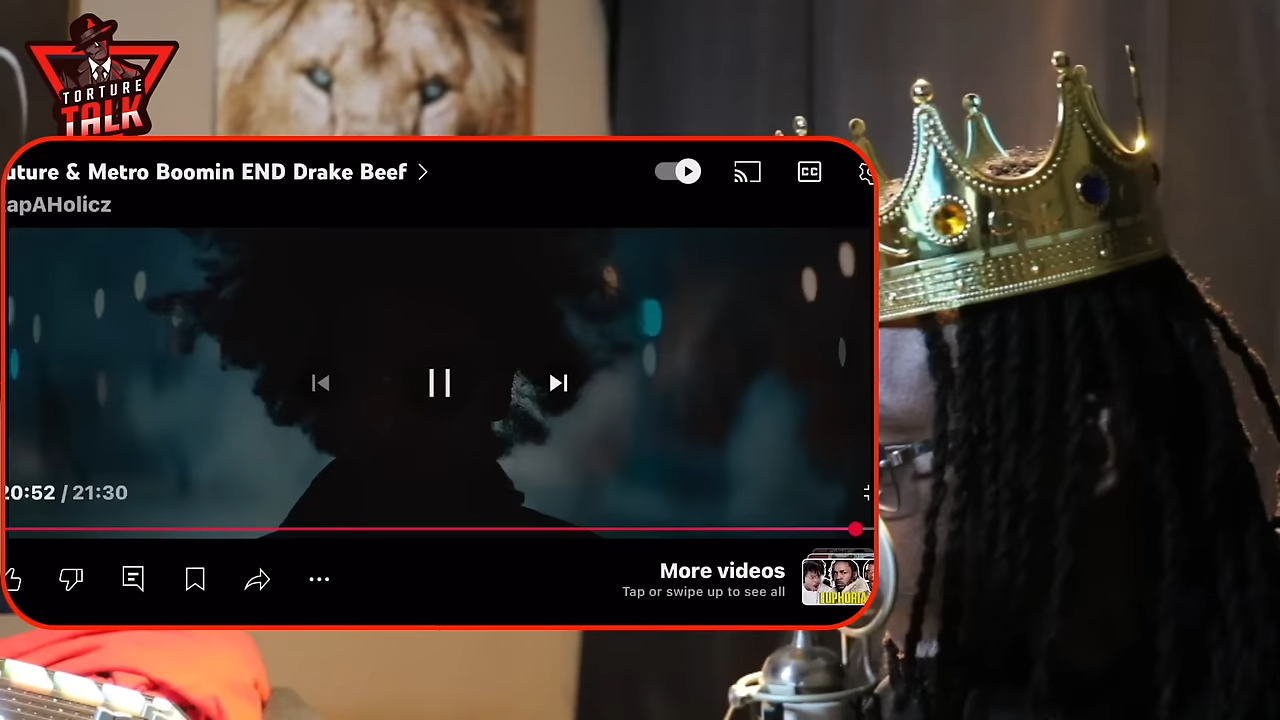 TORTURE
TALK
uture & Metro Boomin END Drake Beef
apAHolicz
CC
20:52 / 21:30
More videos
Tap or swipe up to see all
EUPHORIA